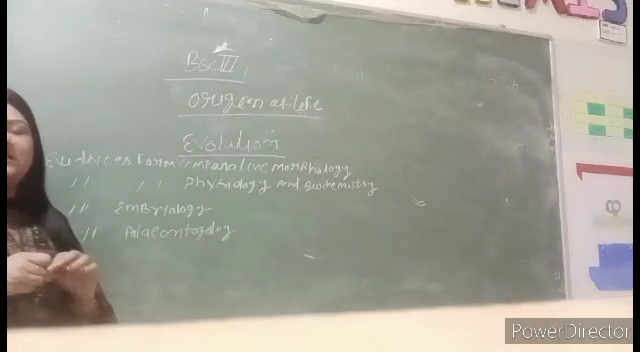 BSc III
Origen of life
Evolution
Evidences form comparative morphology
" " Physiology and Biochemistry
" Embryology
" Palaeontology
PowerDirector